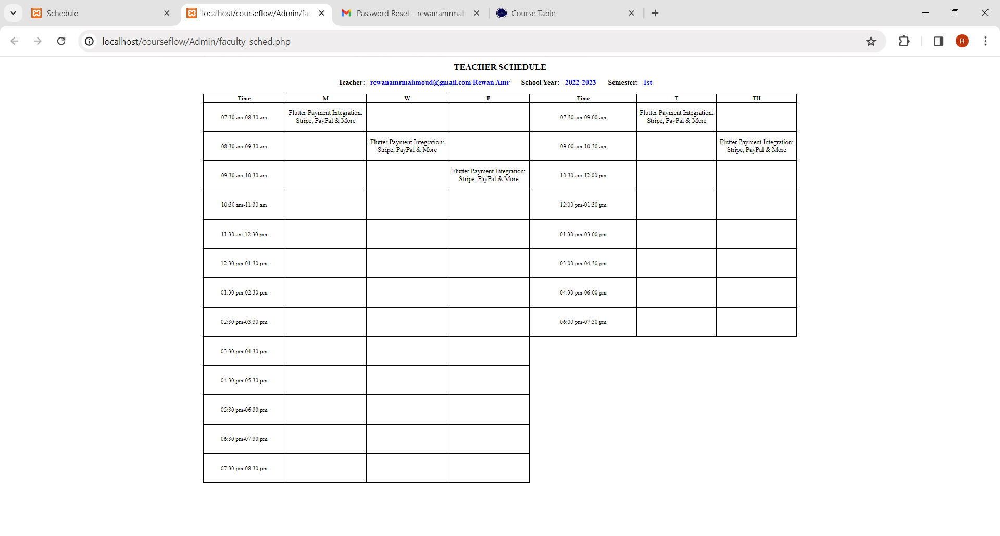 Schedule
localhost/courseflow/Admin/fac
Password Reset - rewanamrmah
Course Table
localhost/courseflow/Admin/faculty_sched.php
R
TEACHER SCHEDULE
Teacher: rewanamrmahmoud@gmail.com Rewan Amr School Year: 2022-2023 Semester: 1st
Time M W F Time T TH
07:30 am-08:30 am Flutter Payment Integration: 07:30 am-09:00 am Flutter Payment Integration:
Stripe, PayPal & More Stripe, PayPal & More
08:30 am-09:30 am Flutter Payment Integration: 09:00 am-10:30 am Flutter Payment Integration:
Stripe, PayPal & More Stripe, PayPal & More
09:30 am-10:30 am Flutter Payment Integration: 10:30 am-12:00 pm
Stripe, PayPal & More
10:30 am-11:30 am 12:00 pm-01:30 pm
11:30 am-12:30 pm 01:30 pm-03:00 pm
12:30 pm-01:30 pm 03:00 pm-04:30 pm
01:30 pm-02:30 pm 04:30 pm-06:00 pm
02:30 pm-03:30 pm 06:00 pm-07:30 pm
03:30 pm-04:30 pm
04:30 pm-05:30 pm
05:30 pm-06:30 pm
06:30 pm-07:30 pm
07:30 pm-08:30 pm